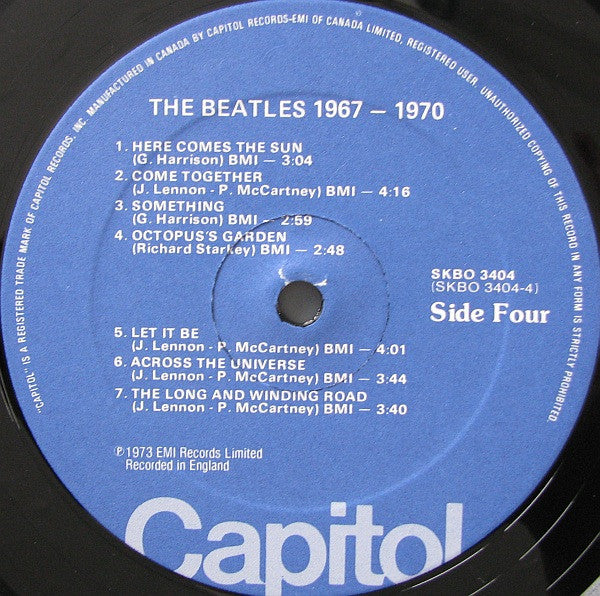 "CAPITOL" IS A REGISTERED TRADE MARK OF CAPITOL RECORDS, INC. MANUFACTURED IN CANADA BY CAPITOL RECORDS-EMI OF CANADA LIMITED, REGISTERED USER. UNAUTHORIZED COPYING OF THIS RECORD IN ANY FORM IS STRICTLY PROHIBITED.
THE BEATLES 1967 – 1970
1. HERE COMES THE SUN
(G. Harrison) BMI – 3:04
2. COME TOGETHER
(J. Lennon - P. McCartney) BMI – 4:16
3. SOMETHING
(G. Harrison) BMI – 2:59
4. OCTOPUS'S GARDEN
(Richard Starkey) BMI – 2:48
SKBO 3404
(SKBO 3404-4)
Side Four
5. LET IT BE
(J. Lennon - P. McCartney) BMI – 4:01
6. ACROSS THE UNIVERSE
(J. Lennon - P. McCartney) BMI – 3:44
7. THE LONG AND WINDING ROAD
(J. Lennon - P. McCartney) BMI – 3:40
℗1973 EMI Records Limited
Recorded in England
Capitol